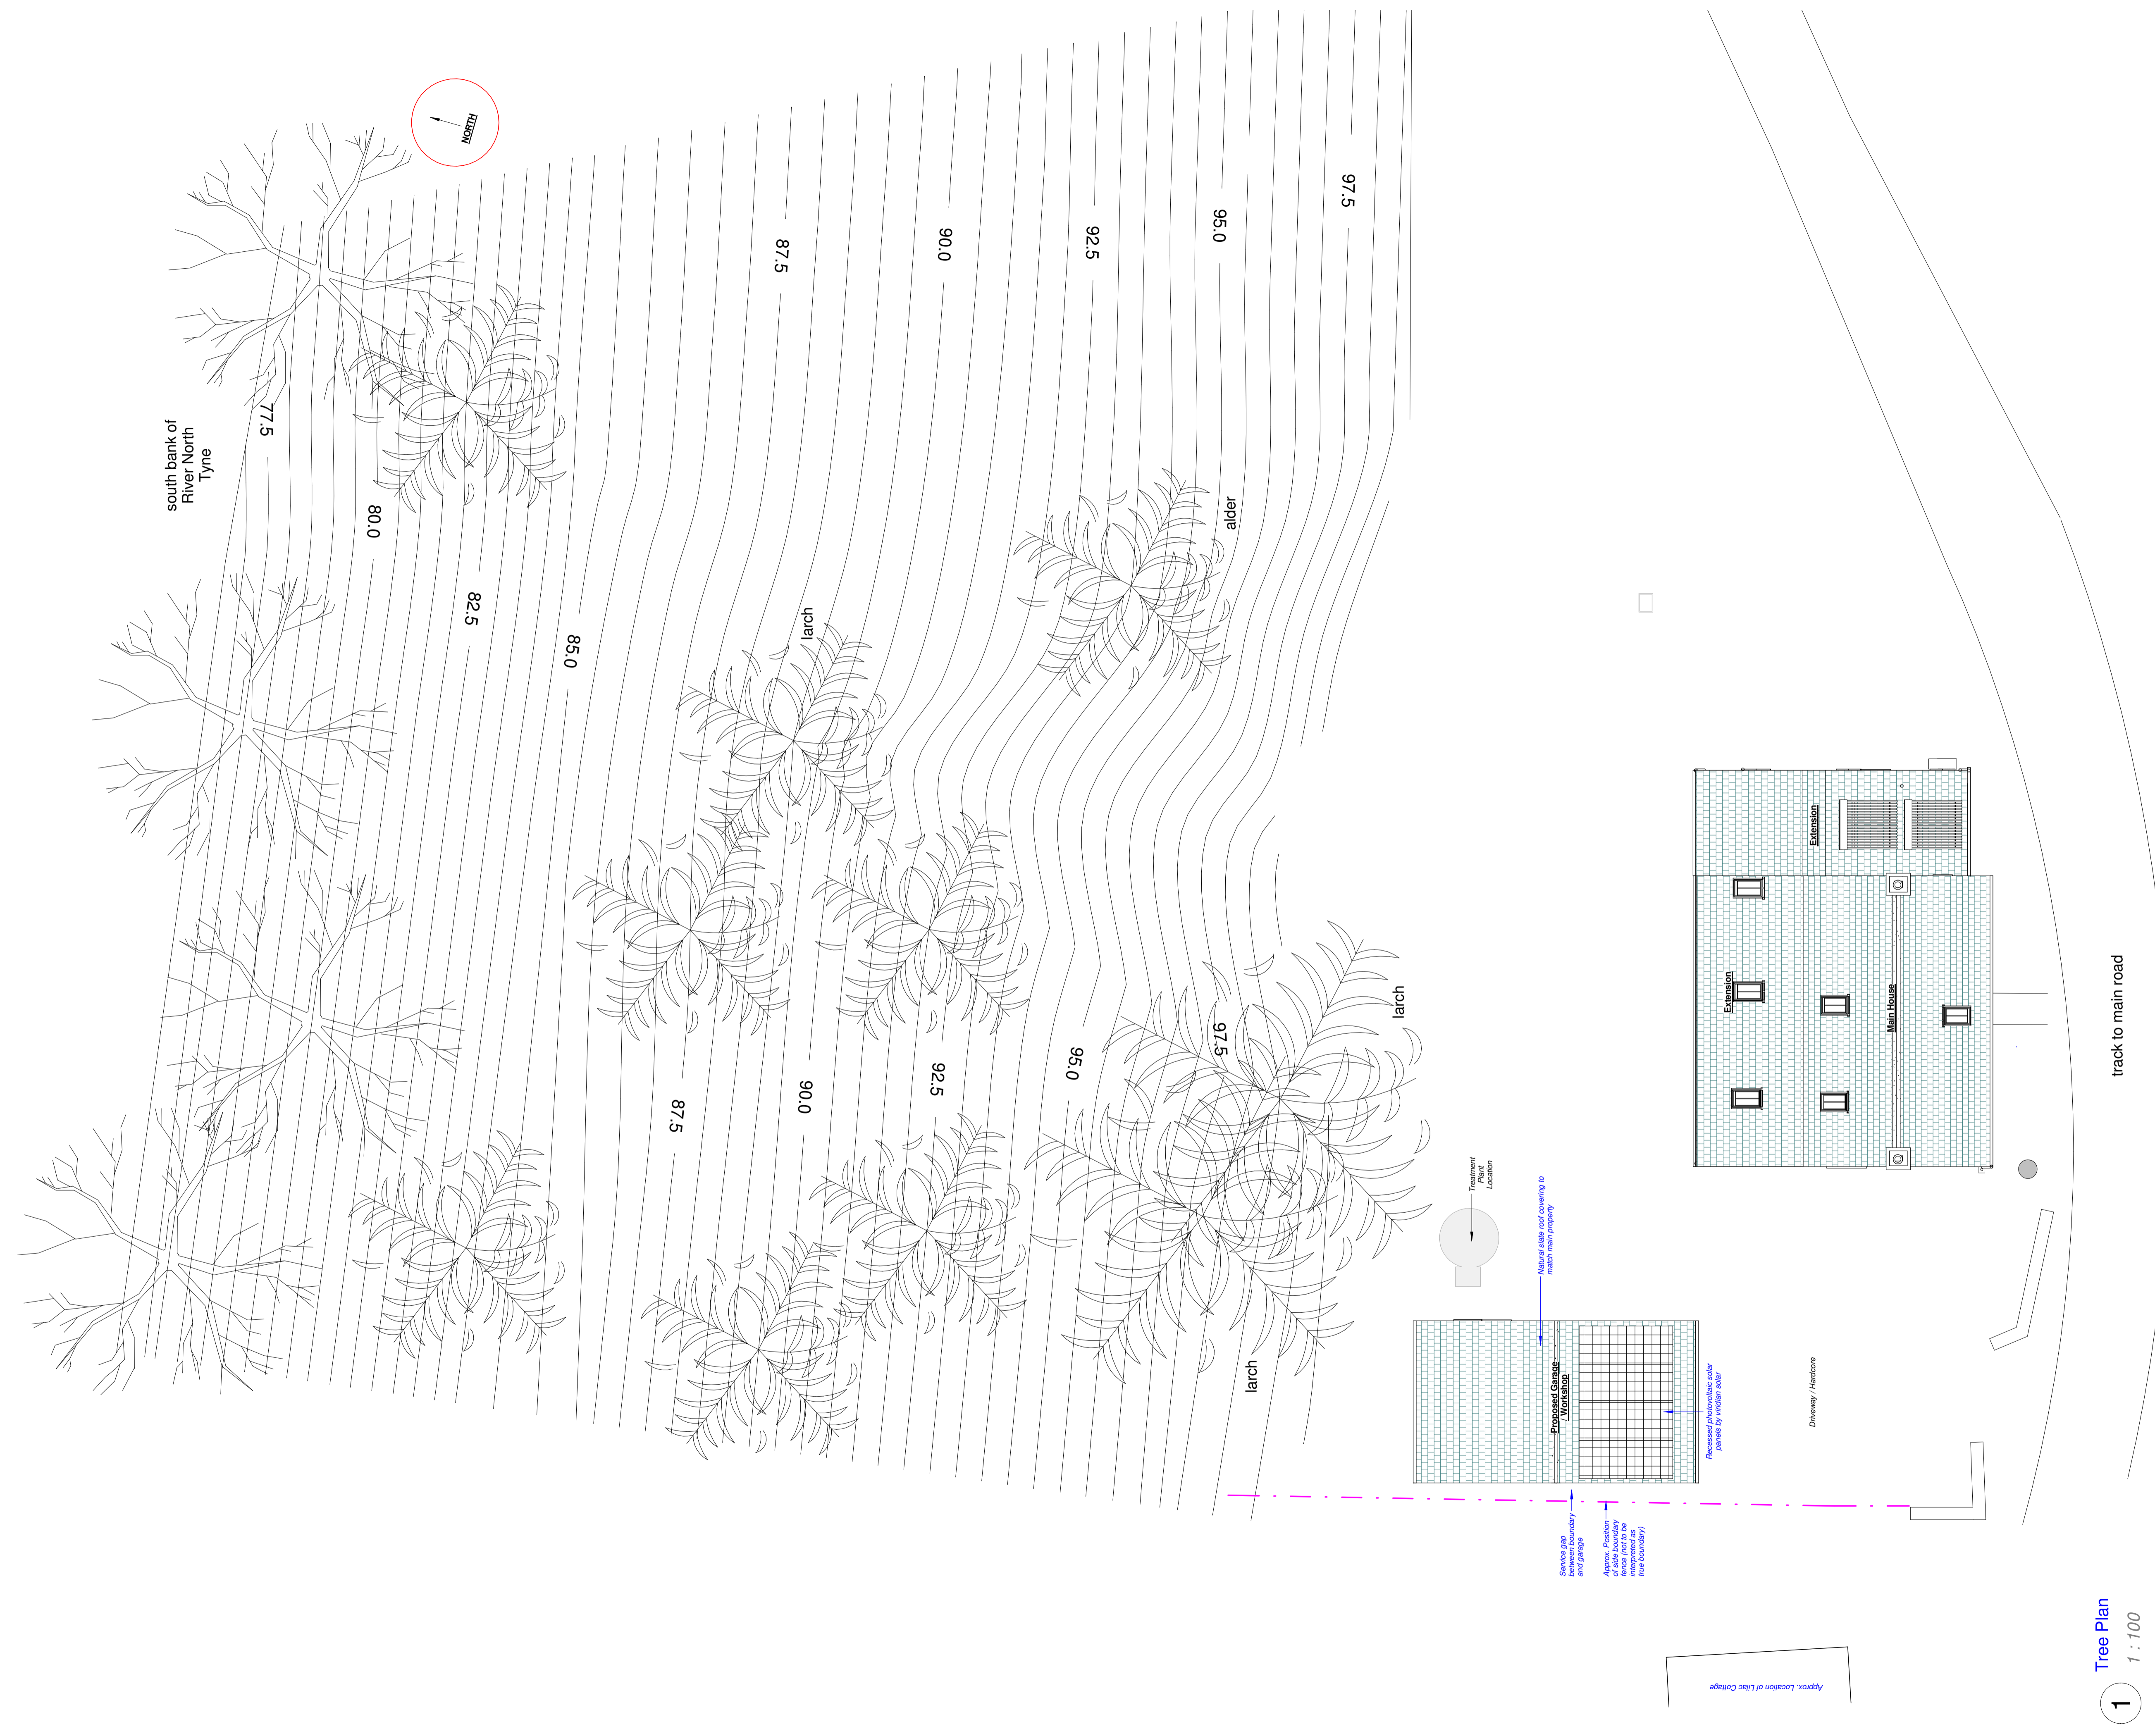 NORTH
south bank of
River North
Tyne
77.5
80.0
82.5
85.0
87.5
90.0
92.5
95.0
97.5
larch
alder
87.5
90.0
92.5
95.0
97.5
larch
larch
Treatment
Plant
Location
Natural slate roof covering to
match main property
Proposed Garage
/ Workshop
Recessed photovoltaic solar
panels by viridian solar
Driveway / Hardcore
Service gap
between boundary
and garage
Approx. Position
of side boundary
fence (not to be
interpreted as
true boundary)
Extension
Extension
Main House
track to main road
Approx. Location of Lilac Cottage
1
Tree Plan
1 : 100